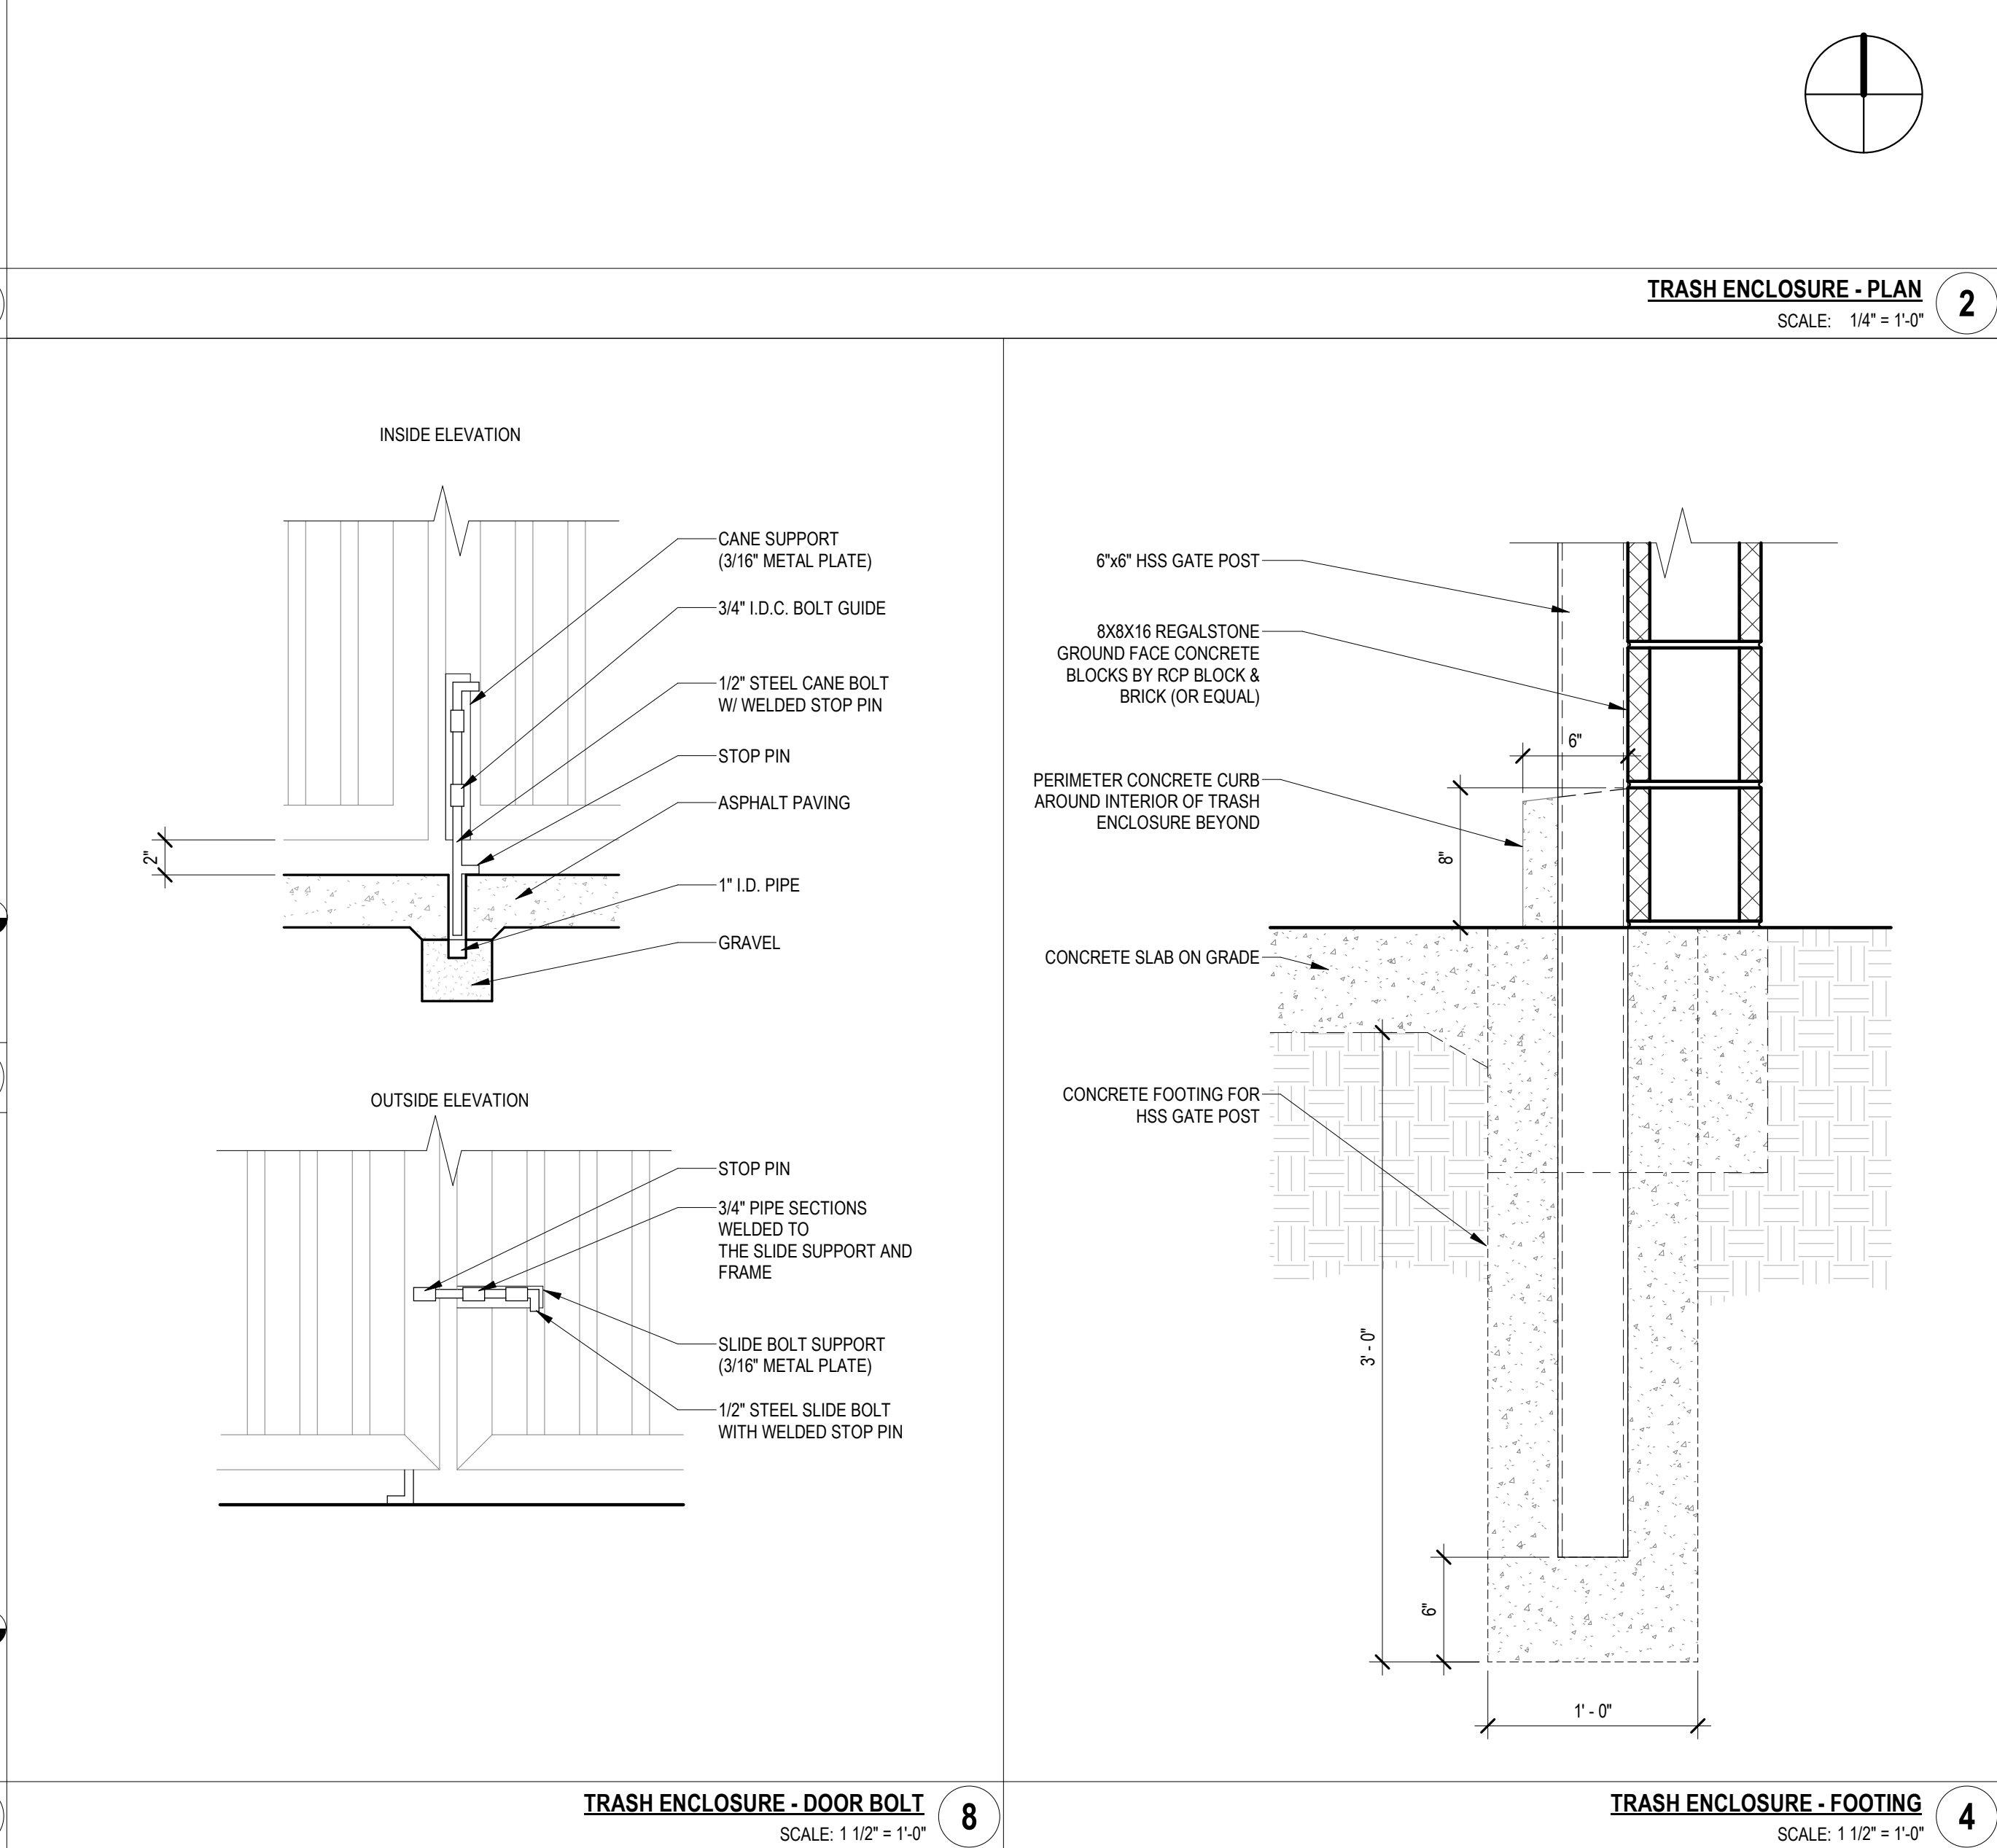 TRASH ENCLOSURE - PLAN
SCALE: 1/4" = 1'-0"
2
INSIDE ELEVATION
CANE SUPPORT
(3/16" METAL PLATE)
3/4" I.D.C. BOLT GUIDE
1/2" STEEL CANE BOLT
W/ WELDED STOP PIN
STOP PIN
ASPHALT PAVING
2"
1" I.D. PIPE
GRAVEL
OUTSIDE ELEVATION
STOP PIN
3/4" PIPE SECTIONS
WELDED TO
THE SLIDE SUPPORT AND
FRAME
SLIDE BOLT SUPPORT
(3/16" METAL PLATE)
1/2" STEEL SLIDE BOLT
WITH WELDED STOP PIN
TRASH ENCLOSURE - DOOR BOLT
SCALE: 1 1/2" = 1'-0"
8
6"x6" HSS GATE POST
8X8X16 REGALSTONE
GROUND FACE CONCRETE
BLOCKS BY RCP BLOCK &
BRICK (OR EQUAL)
6"
PERIMETER CONCRETE CURB
AROUND INTERIOR OF TRASH
ENCLOSURE BEYOND
8"
CONCRETE SLAB ON GRADE
CONCRETE FOOTING FOR
HSS GATE POST
3' - 0"
6"
1' - 0"
TRASH ENCLOSURE - FOOTING
SCALE: 1 1/2" = 1'-0"
4